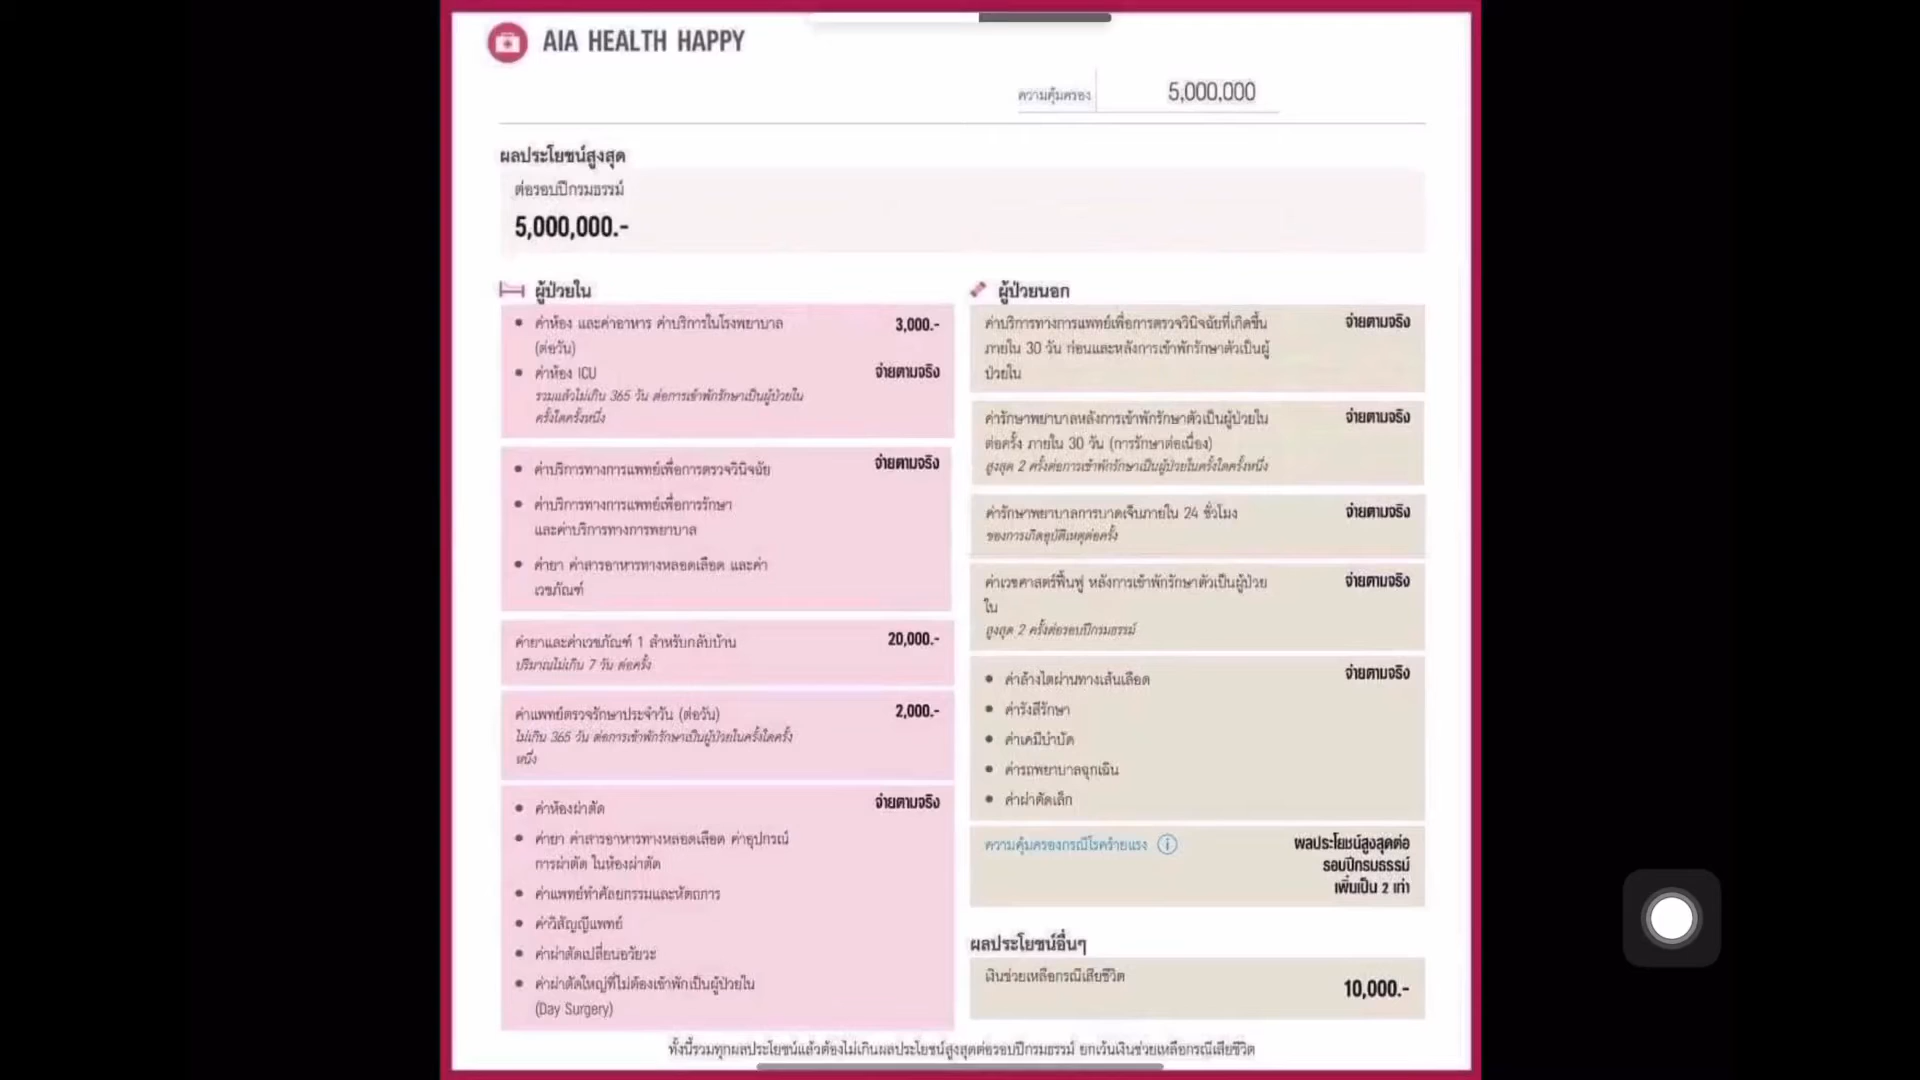 AIA HEALTH HAPPY
ความคุ้มครอง
5,000,000
ผลประโยชน์สูงสุด
ต่อรอบปีกรมธรรม์
5,000,000.-
ผู้ป่วยใน
ค่าห้อง และค่าอาหาร ค่าบริการในโรงพยาบาล
(ต่อวัน)
3,000.-
ค่าห้อง ICU
จ่ายตามจริง
รวมแล้วไม่เกิน 365 วัน ต่อการเข้าพักรักษาเป็นผู้ป่วยใน
ครั้งใดครั้งหนึ่ง
ค่าบริการทางการแพทย์เพื่อการตรวจวินิจฉัย
จ่ายตามจริง
ค่าบริการทางการแพทย์เพื่อการรักษา
และค่าบริการทางการพยาบาล
ค่ายา ค่าสารอาหารทางหลอดเลือด และค่า
เวชภัณฑ์
ค่ายาและค่าเวชภัณฑ์ 1 สำหรับกลับบ้าน
20,000.-
ปริมาณไม่เกิน 7 วัน ต่อครั้ง
ค่าแพทย์ตรวจรักษาประจำวัน (ต่อวัน)
2,000.-
ไม่เกิน 365 วัน ต่อการเข้าพักรักษาเป็นผู้ป่วยในครั้งใดครั้ง
หนึ่ง
ค่าห้องผ่าตัด
จ่ายตามจริง
ค่ายา ค่าสารอาหารทางหลอดเลือด ค่าอุปกรณ์
การผ่าตัด ในห้องผ่าตัด
ค่าแพทย์ทำศัลยกรรมและหัตถการ
ค่าวิสัญญีแพทย์
ค่าผ่าตัดเปลี่ยนอวัยวะ
ค่าผ่าตัดใหญ่ที่ไม่ต้องเข้าพักเป็นผู้ป่วยใน
(Day Surgery)
ผู้ป่วยนอก
ค่าบริการทางการแพทย์เพื่อการตรวจวินิจฉัยที่เกิดขึ้น
จ่ายตามจริง
ภายใน 30 วัน ก่อนและหลังการเข้าพักรักษาตัวเป็นผู้
ป่วยใน
ค่ารักษาพยาบาลหลังการเข้าพักรักษาตัวเป็นผู้ป่วยใน
จ่ายตามจริง
ต่อครั้ง ภายใน 30 วัน (การรักษาต่อเนื่อง)
สูงสุด 2 ครั้งต่อการเข้าพักรักษาเป็นผู้ป่วยในครั้งใดครั้งหนึ่ง
ค่ารักษาพยาบาลการบาดเจ็บภายใน 24 ชั่วโมง
จ่ายตามจริง
ของการเกิดอุบัติเหตุต่อครั้ง
ค่าเวชศาสตร์ฟื้นฟู หลังการเข้าพักรักษาตัวเป็นผู้ป่วย
จ่ายตามจริง
ใน
สูงสุด 2 ครั้งต่อรอบปีกรมธรรม์
ค่าล้างไตผ่านทางเส้นเลือด
จ่ายตามจริง
ค่ารังสีรักษา
ค่าเคมีบำบัด
ค่ารถพยาบาลฉุกเฉิน
ค่าผ่าตัดเล็ก
ความคุ้มครองกรณีโรคร้ายแรง
ผลประโยชน์สูงสุดต่อ
รอบปีกรมธรรม์
เพิ่มเป็น 2 เท่า
ผลประโยชน์อื่นๆ
เงินช่วยเหลือกรณีเสียชีวิต
10,000.-
ทั้งนี้รวมทุกผลประโยชน์แล้วต้องไม่เกินผลประโยชน์สูงสุดต่อรอบปีกรมธรรม์ ยกเว้นเงินช่วยเหลือกรณีเสียชีวิต